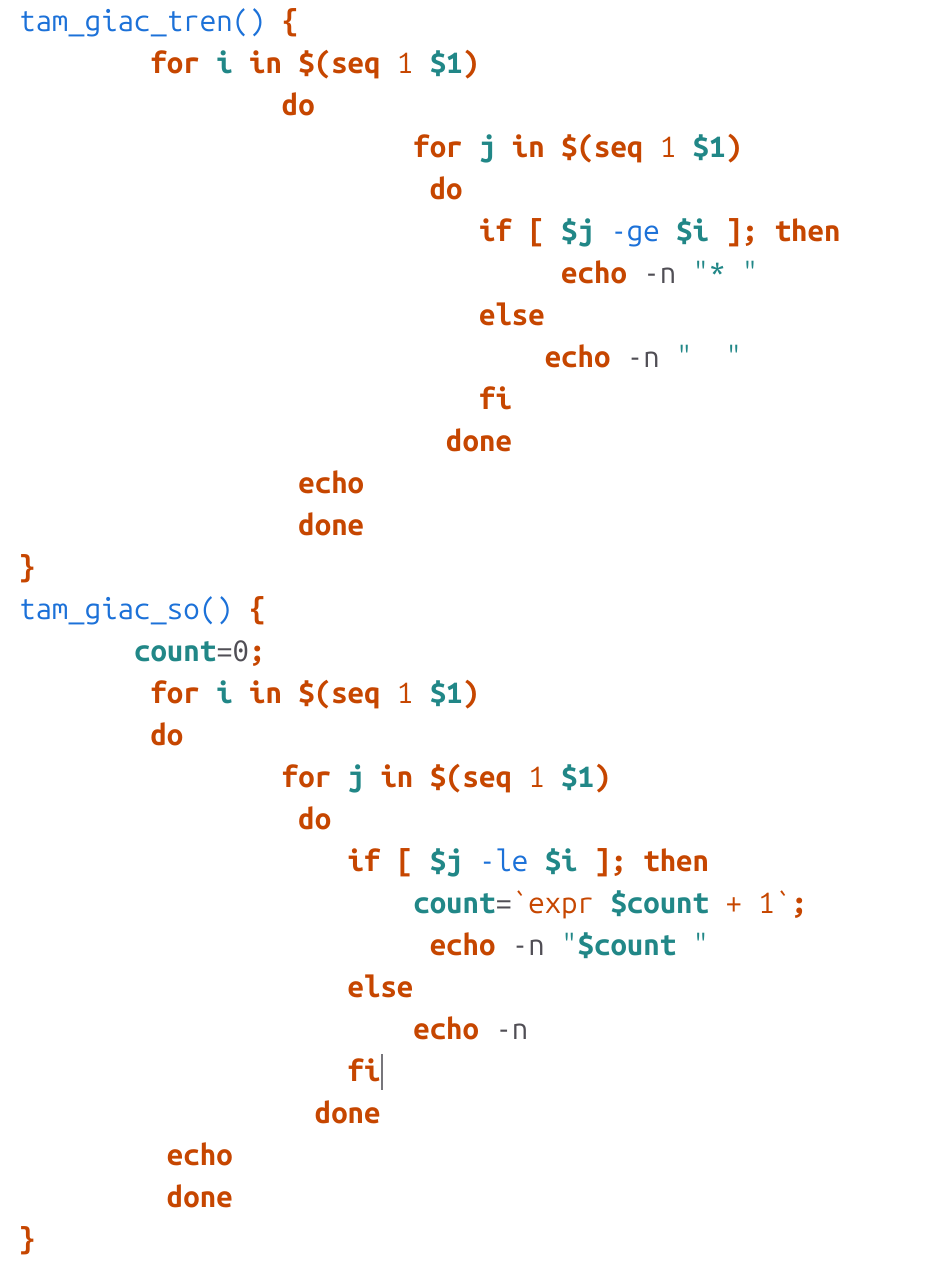 tam_giac_tren() {
        for i in $(seq 1 $1)
                do
                        for j in $(seq 1 $1)
                         do
                            if [ $j -ge $i ]; then
                                 echo -n "* "
                            else
                                echo -n "  "
                            fi
                          done
                 echo
                 done
}
tam_giac_so() {
       count=0;
        for i in $(seq 1 $1)
        do
                for j in $(seq 1 $1)
                 do
                    if [ $j -le $i ]; then
                        count=`expr $count + 1`;
                         echo -n "$count "
                    else
                        echo -n
                    fi
                  done
         echo
         done
}